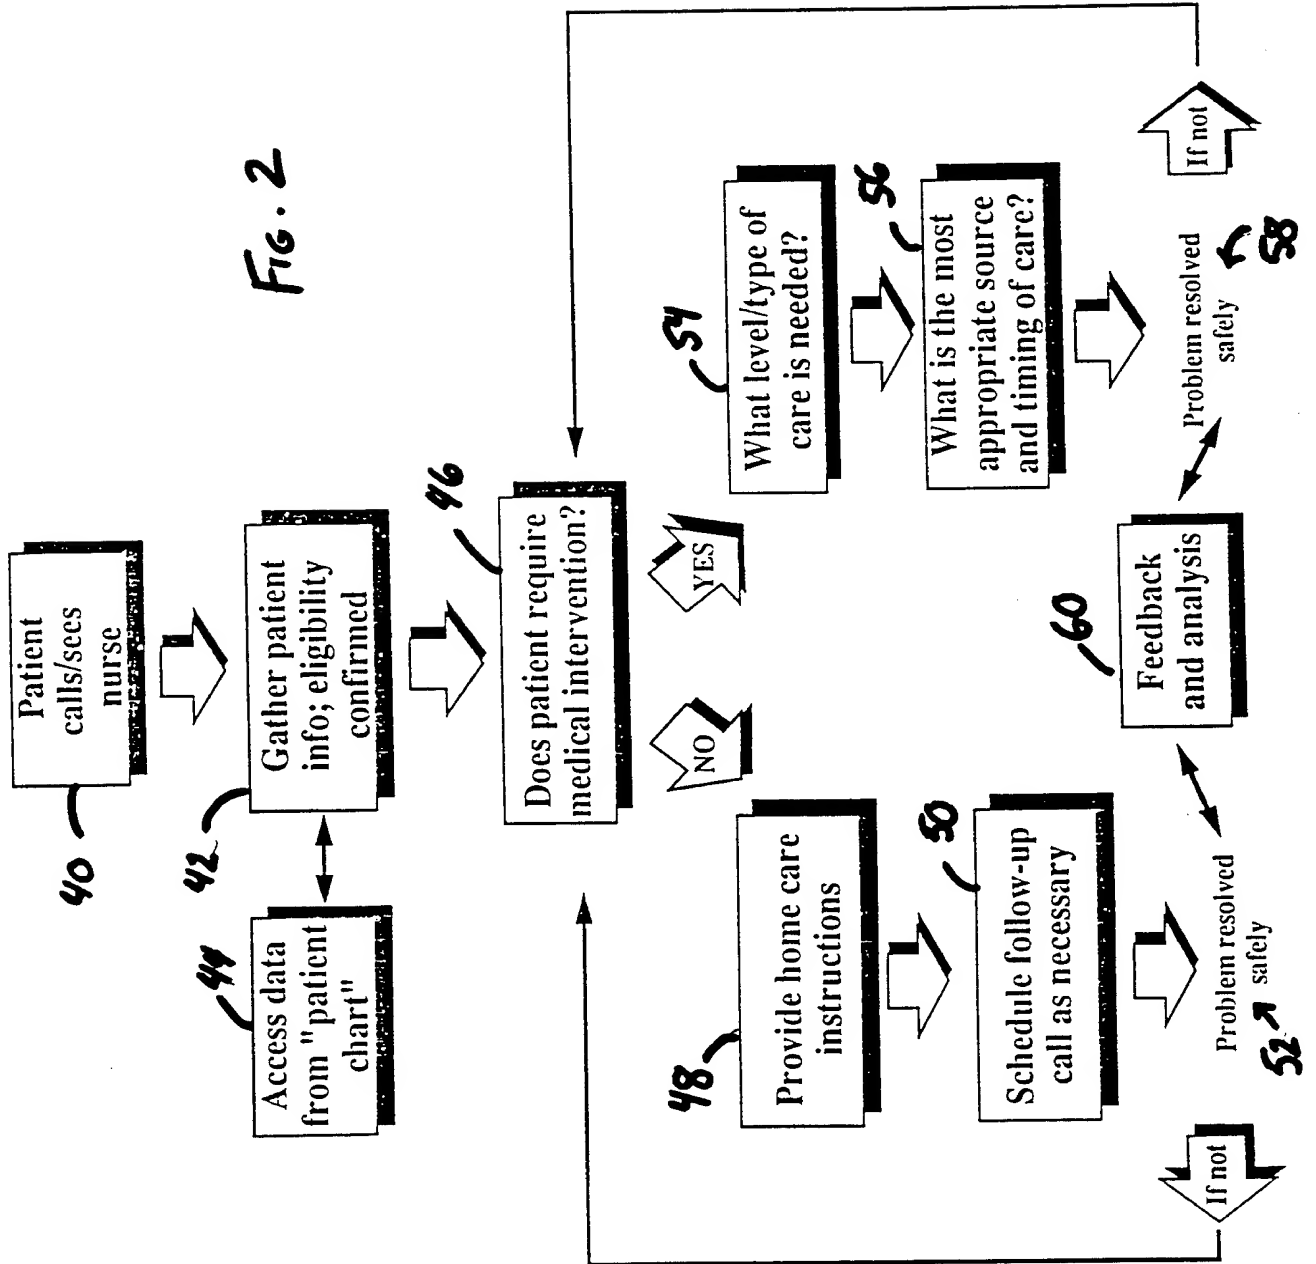 FIG. 2
40
Patient
calls/sees
nurse
42
Gather patient
info; eligibility
confirmed
44
Access data
from "patient
chart"
46
Does patient require
medical intervention?
NO
YES
48
Provide home care
instructions
50
Schedule follow-up
call as necessary
52
Problem resolved
safely
If not
54
What level/type of
care is needed?
56
What is the most
appropriate source
and timing of care?
58
Problem resolved
safely
If not
60
Feedback
and analysis